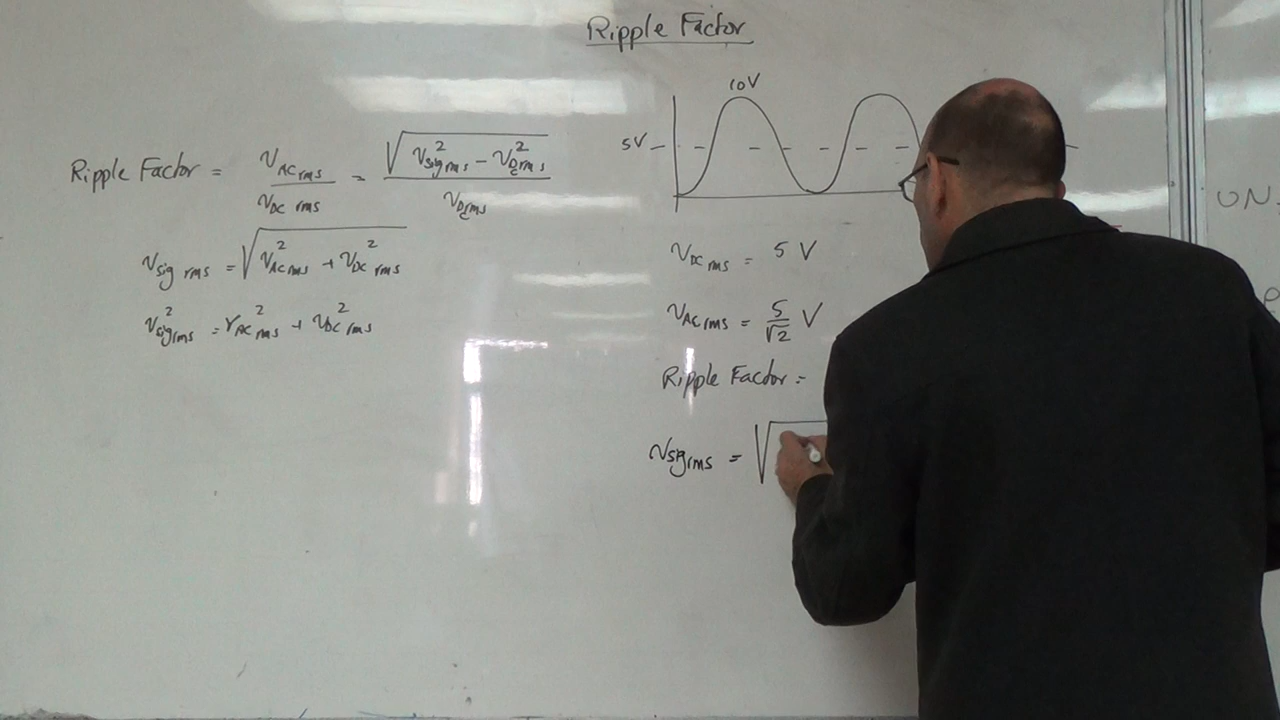 Ripple Factor
Ripple Factor = V_AC rms / V_DC rms = √(V_sig rms² - V_DC rms²) / V_DC rms
V_sig rms = √(V_AC rms² + V_DC rms²)
V_sig rms² = V_AC rms² + V_DC rms²
10V
5V
V_DC rms = 5 V
V_AC rms = 5/√2 V
Ripple Factor =
V_sig rms = √
ON